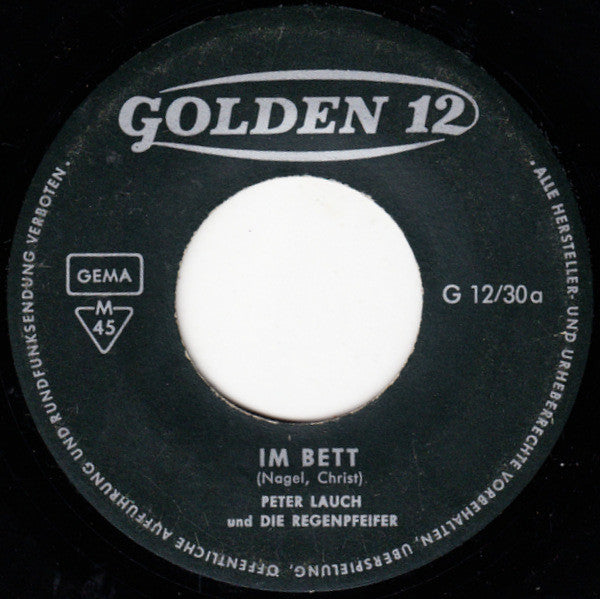 GOLDEN 12
GEMA
M
45
G 12/30a
IM BETT
(Nagel, Christ)
PETER LAUCH
und DIE REGENPFEIFER
· ALLE HERSTELLER- UND URHEBERRECHTE VORBEHALTEN, ÜBERSPIELUNG, ÖFFENTLICHE AUFFÜHRUNG UND RUNDFUNKSENDUNG VERBOTEN ·